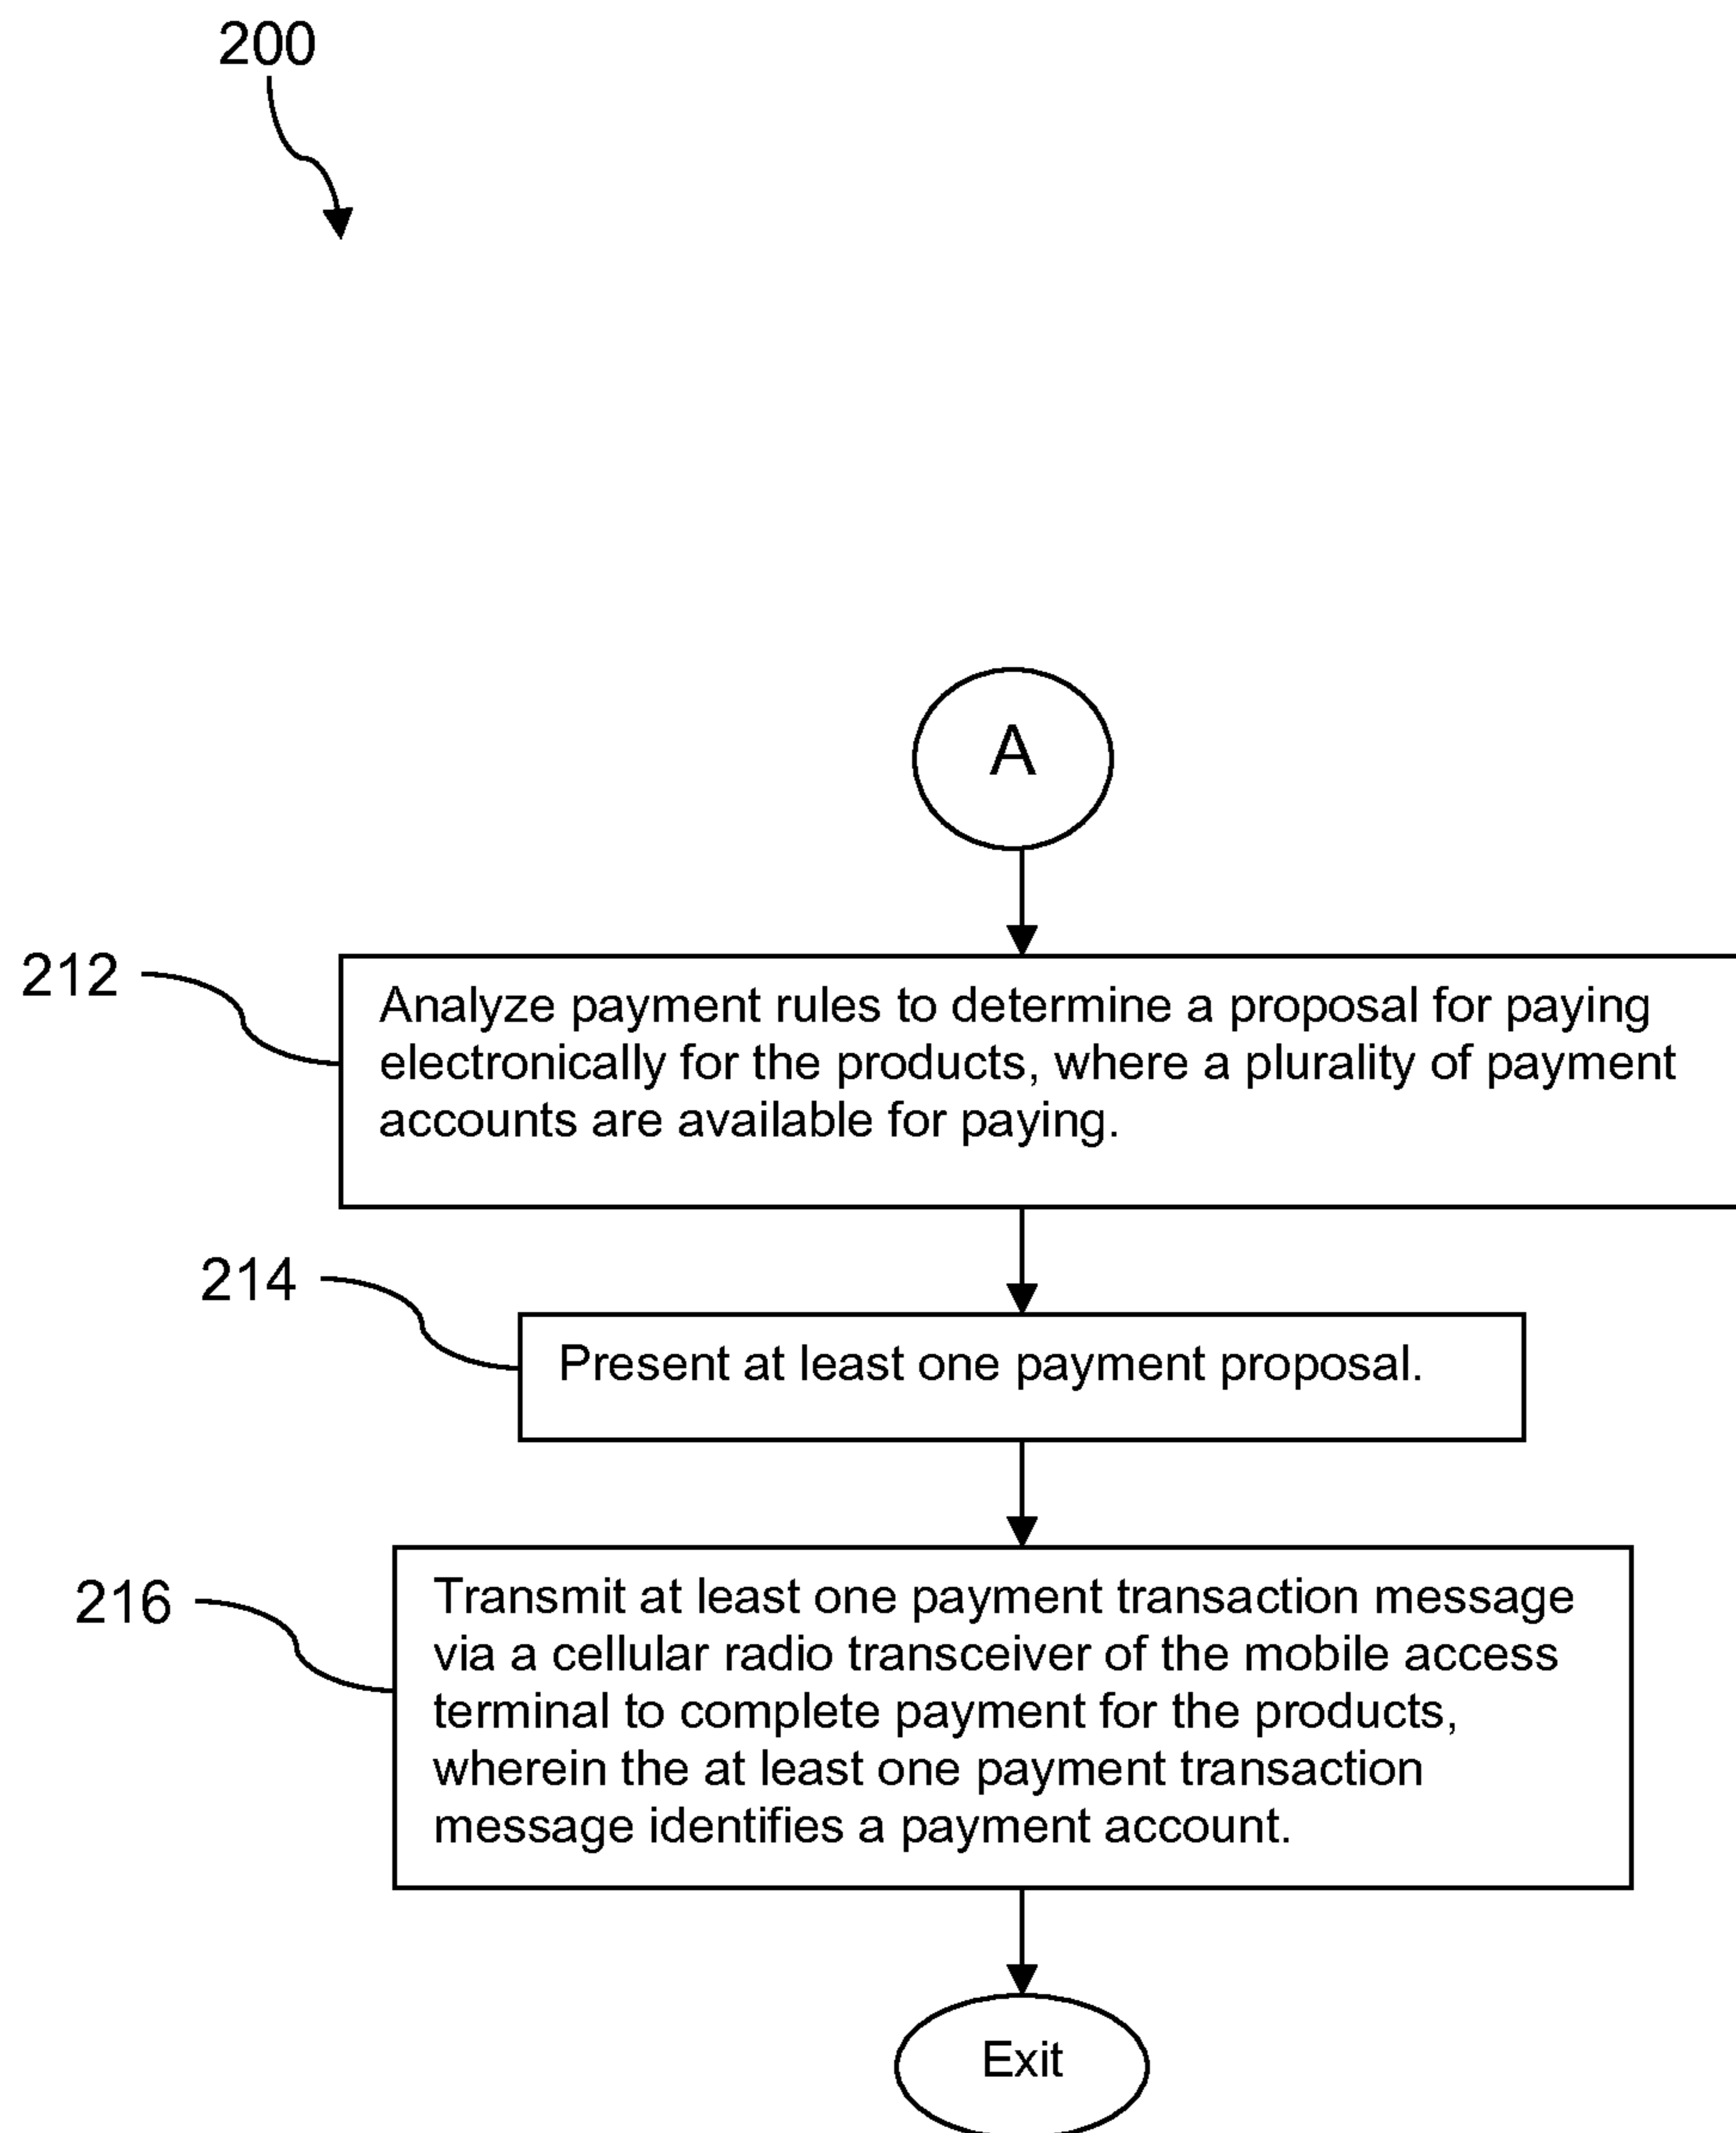 200
A
212
Analyze payment rules to determine a proposal for paying
electronically for the products, where a plurality of payment
accounts are available for paying.
214
Present at least one payment proposal.
216
Transmit at least one payment transaction message
via a cellular radio transceiver of the mobile access
terminal to complete payment for the products,
wherein the at least one payment transaction
message identifies a payment account.
Exit